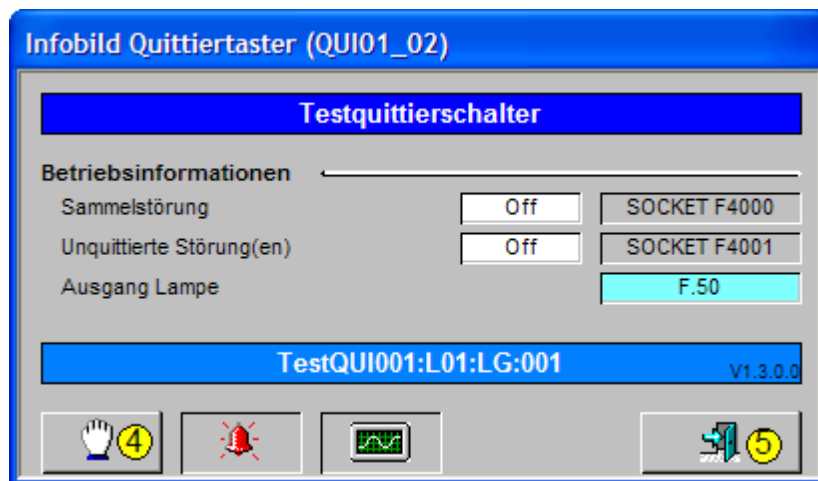 Infobild Quittiertaster (QUI01_02)
Testquittierschalter
Betriebsinformationen
Sammelstörung Off SOCKET F4000
Unquittierte Störung(en) Off SOCKET F4001
Ausgang Lampe F.50
TestQUI001:L01:LG:001 V1.3.0.0
4 5